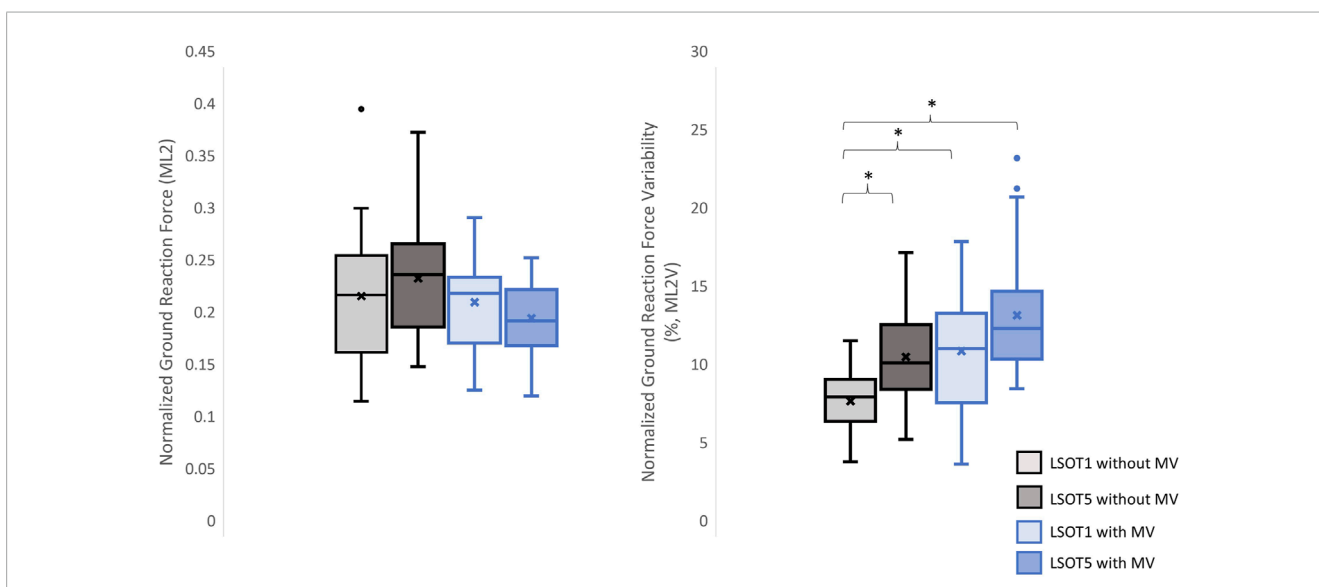 Normalized Ground Reaction Force (ML2)
0.45
0.4
0.35
0.3
0.25
0.2
0.15
0.1
0.05
0
Normalized Ground Reaction Force Variability
(%, ML2V)
30
25
20
15
10
5
0
*
*
*
LSOT1 without MV
LSOT5 without MV
LSOT1 with MV
LSOT5 with MV